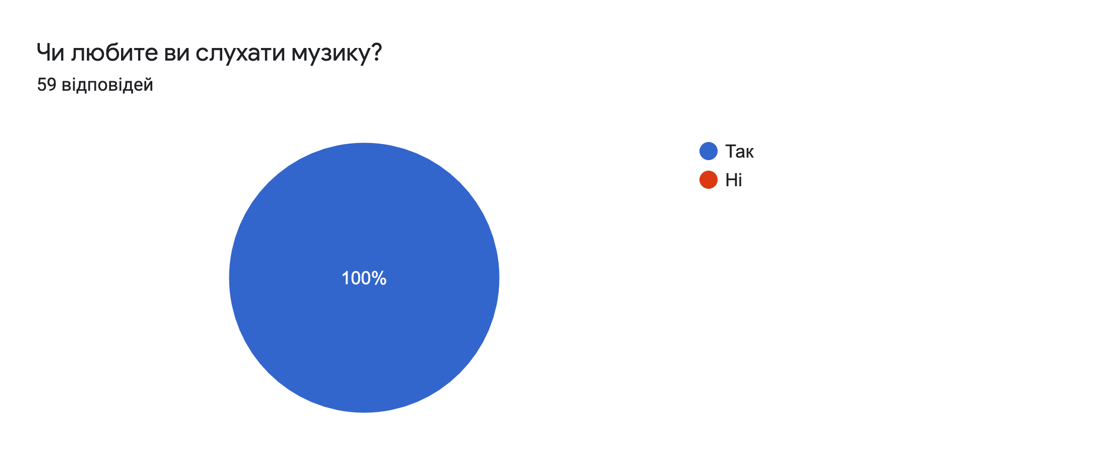 Чи любите ви слухати музику?
59 відповідей
100%
Так
Ні